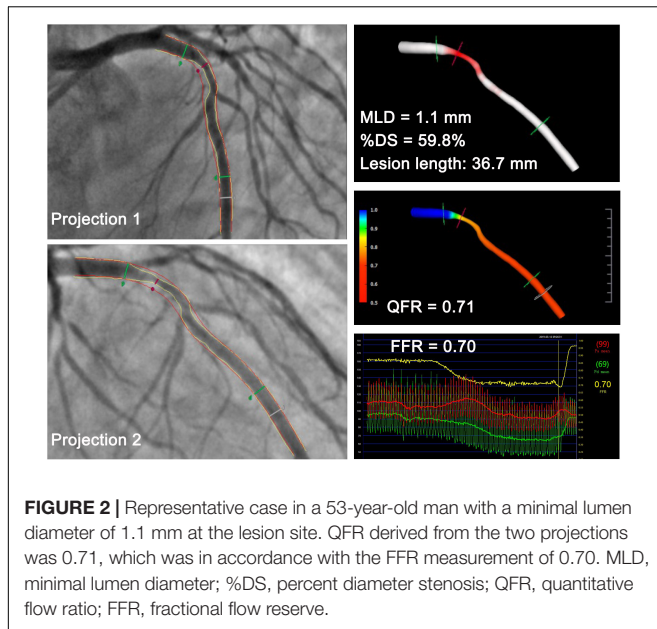 Projection 1
MLD = 1.1 mm
%DS = 59.8%
Lesion length: 36.7 mm
Projection 2
1.0
0.9
0.8
0.7
0.6
0.5
QFR = 0.71
FFR = 0.70
(99)
(69)
0.70
FFR
FIGURE 2 | Representative case in a 53-year-old man with a minimal lumen
diameter of 1.1 mm at the lesion site. QFR derived from the two projections
was 0.71, which was in accordance with the FFR measurement of 0.70. MLD,
minimal lumen diameter; %DS, percent diameter stenosis; QFR, quantitative
flow ratio; FFR, fractional flow reserve.